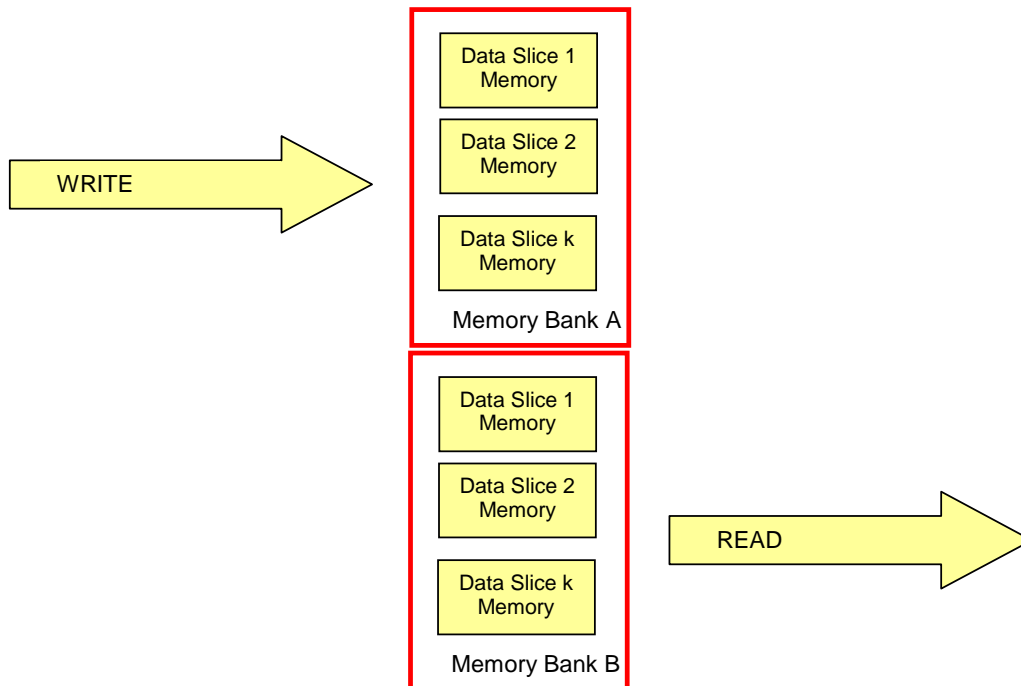 Data Slice 1
Memory
Data Slice 2
Memory
WRITE
Data Slice k
Memory
Memory Bank A
Data Slice 1
Memory
Data Slice 2
Memory
READ
Data Slice k
Memory
Memory Bank B